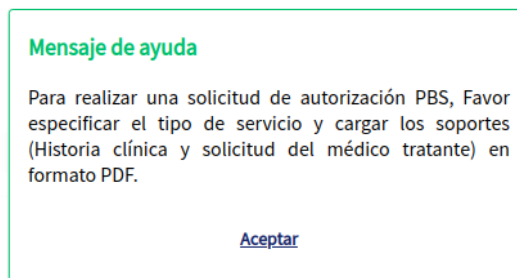 Mensaje de ayuda
Para realizar una solicitud de autorización PBS, Favor
especificar el tipo de servicio y cargar los soportes
(Historia clínica y solicitud del médico tratante) en
formato PDF.
Aceptar